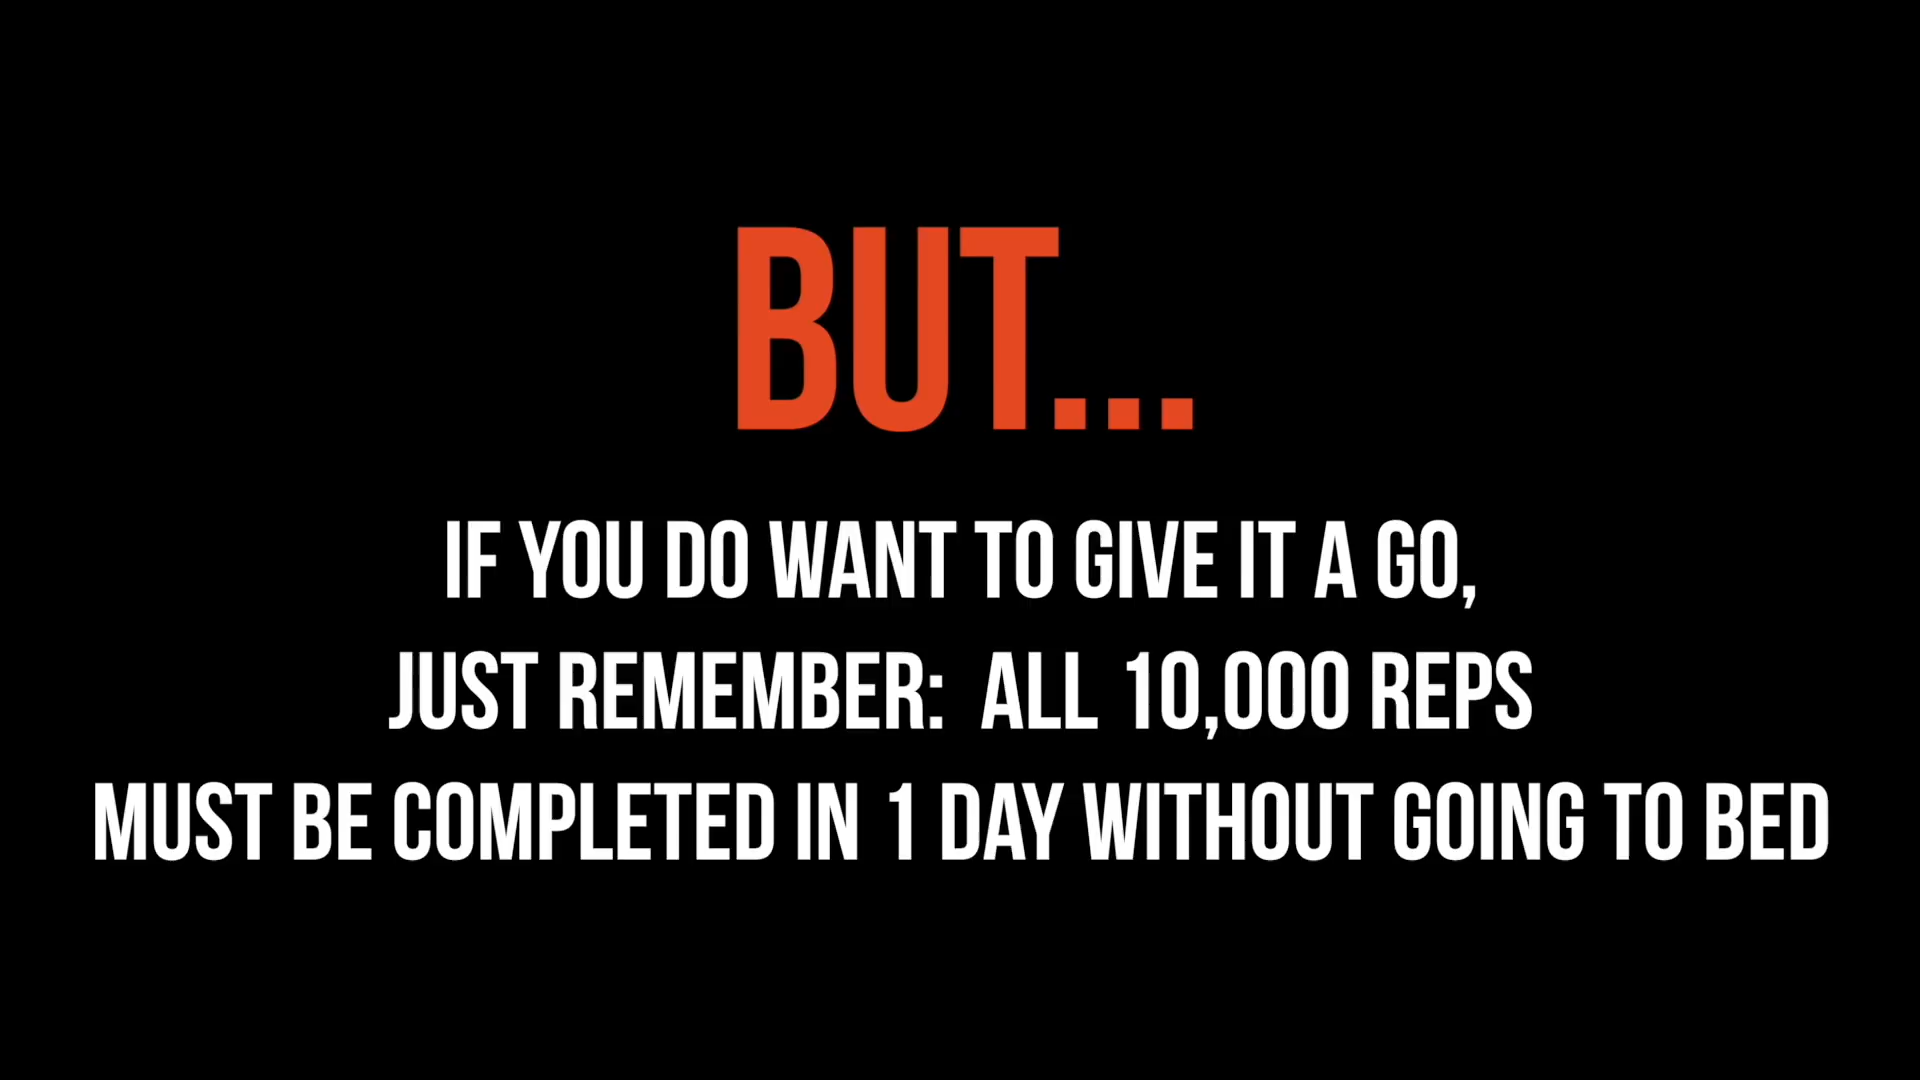 BUT...
IF YOU DO WANT TO GIVE IT A GO,
JUST REMEMBER:  ALL 10,000 REPS
MUST BE COMPLETED IN 1 DAY WITHOUT GOING TO BED